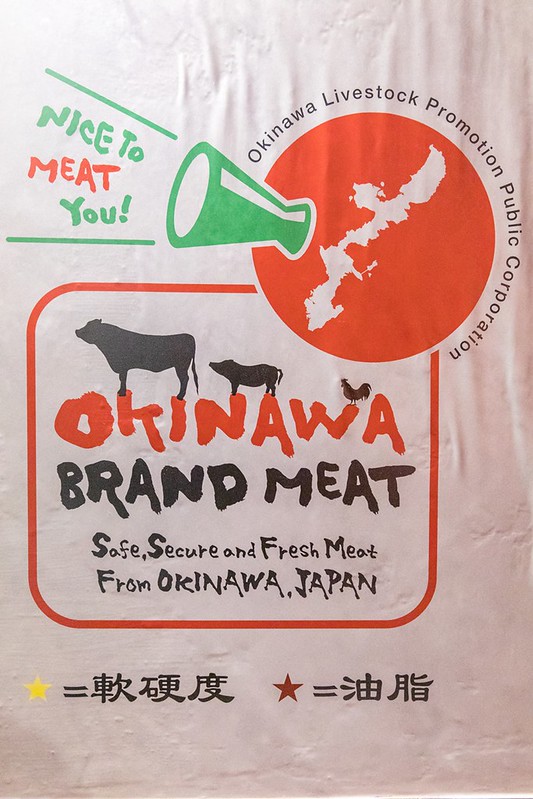 NICE TO
MEAT
You!
Okinawa Livestock Promotion Public Corporation
OKINAWA
BRAND MEAT
Safe, Secure and Fresh Meat
From OKINAWA, JAPAN
★=軟硬度 ★=油脂